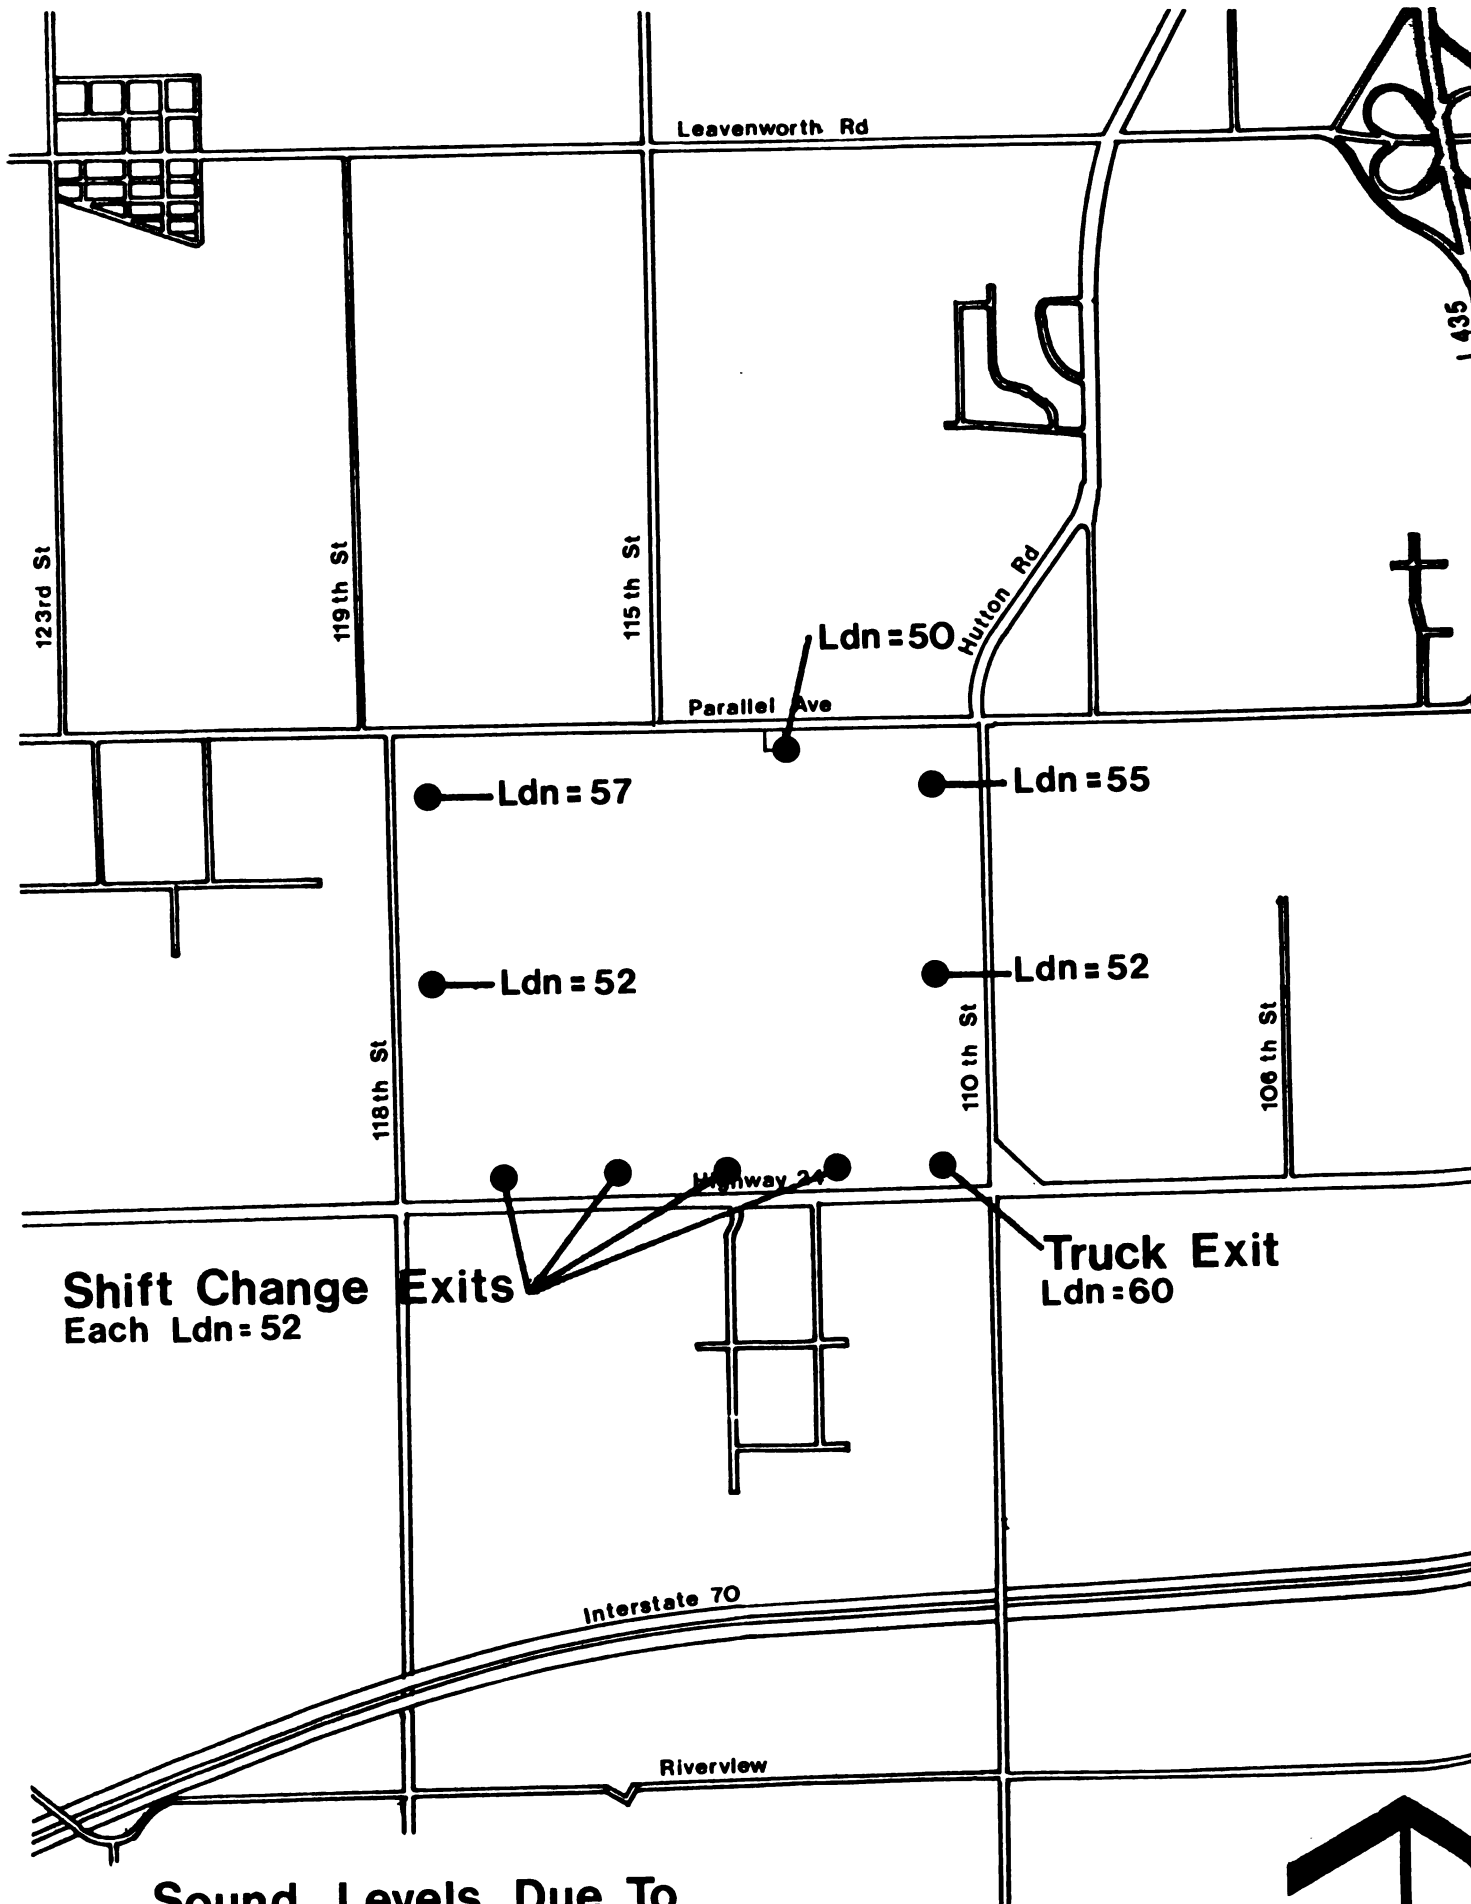 Leavenworth Rd
I 435
123rd St
119th St
115th St
Hutton Rd
Ldn=50
Parallel Ave
Ldn=57
Ldn=55
Ldn=52
Ldn=52
118th St
110th St
106th St
Highway 24
Truck Exit
Ldn=60
Shift Change Exits
Each Ldn=52
Interstate 70
Riverview
Sound Levels Due To